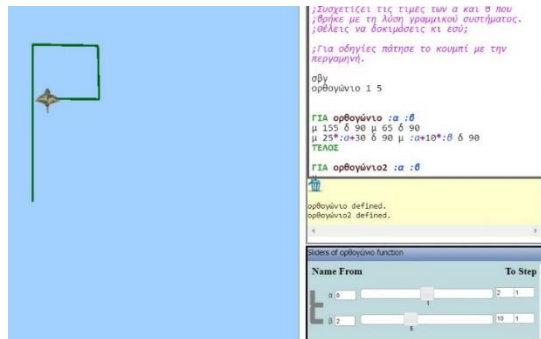 ;Συσχετίζει τις τιμές των α και θ που
;βρήκε με τη λύση γραμμικού συστήματος.
;Θέλεις να δοκιμάσεις κι εσύ;
;Για οδηγίες πάτησε το κουμπί με την
περγαμηνή.
σβγ
ορθογώνιο 1 5
ΓΙΑ ορθογώνιο :α :θ
μ 155 δ 90 μ 65 δ 90
μ 25*:α+30 δ 90 μ :α+10*:θ δ 90
ΤΕΛΟΣ
ΓΙΑ ορθογώνιο2 :α :θ
ορθογώνιο defined.
ορθογώνιο2 defined.
Sliders of ορθογώνιο function
Name From To Step
α 0 2 1
1
β 2 10 1
5